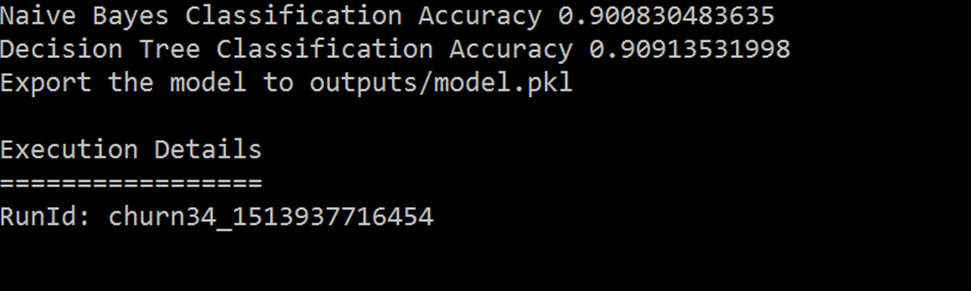 Naive Bayes Classification Accuracy 0.900830483635
Decision Tree Classification Accuracy 0.90913531998
Export the model to outputs/model.pkl
Execution Details
=================
RunId: churn34_1513937716454